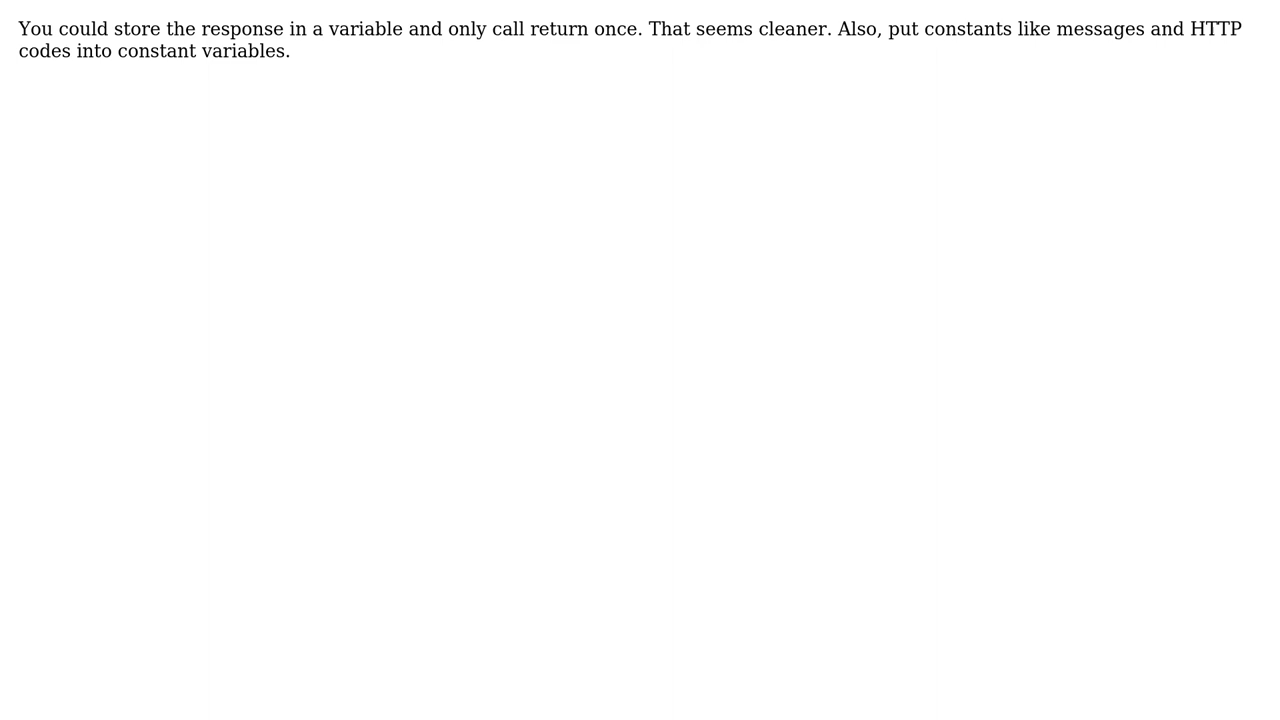 You could store the response in a variable and only call return once. That seems cleaner. Also, put constants like messages and HTTP
codes into constant variables.